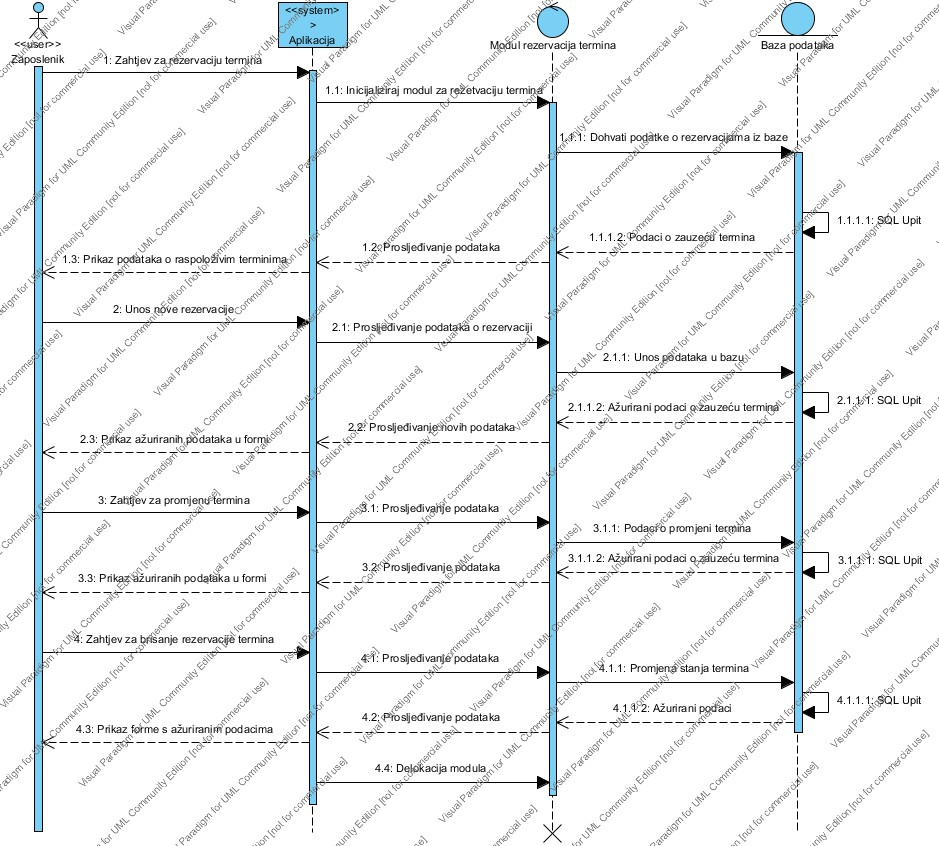 <<user>>
Zaposlenik
<<system>
>
Aplikacija
Modul rezervacija termina
Baza podataka
1: Zahtjev za rezervaciju termina
1.1: Inicijaliziraj modul za rezetvaciju termina
1.1.1: Dohvati podatke o rezervacijama iz baze
1.1.1.1: SQL Upit
1.1.1.2: Podaci o zauzeću termina
1.2: Prosljeđivanje podataka
1.3: Prikaz podataka o raspoloživim terminima
2: Unos nove rezervacije
2.1: Prosljeđivanje podataka o rezervaciji
2.1.1: Unos podataka u bazu
2.1.1.1: SQL Upit
2.1.1.2: Ažurirani podaci o zauzeću termina
2.2: Prosljeđivanje novih podataka
2.3: Prikaz ažuriranih podataka u formi
3: Zahtjev za promjenu termina
3.1: Prosljeđivanje podataka
3.1.1: Podaci o promjeni termina
3.1.1.1: SQL Upit
3.1.1.2: Ažurirani podaci o zauzeću termina
3.2: Prosljeđivanje podataka
3.3: Prikaz ažuriranih podataka u formi
4: Zahtjev za brisanje rezervacije termina
4.1: Prosljeđivanje podataka
4.1.1: Promjena stanja termina
4.1.1.1: SQL Upit
4.1.1.2: Ažurirani podaci
4.2: Prosljeđivanje podataka
4.3: Prikaz forme s ažuriranim podacima
4.4: Delokacija modula
Visual Paradigm for UML Community Edition [not for commercial use]